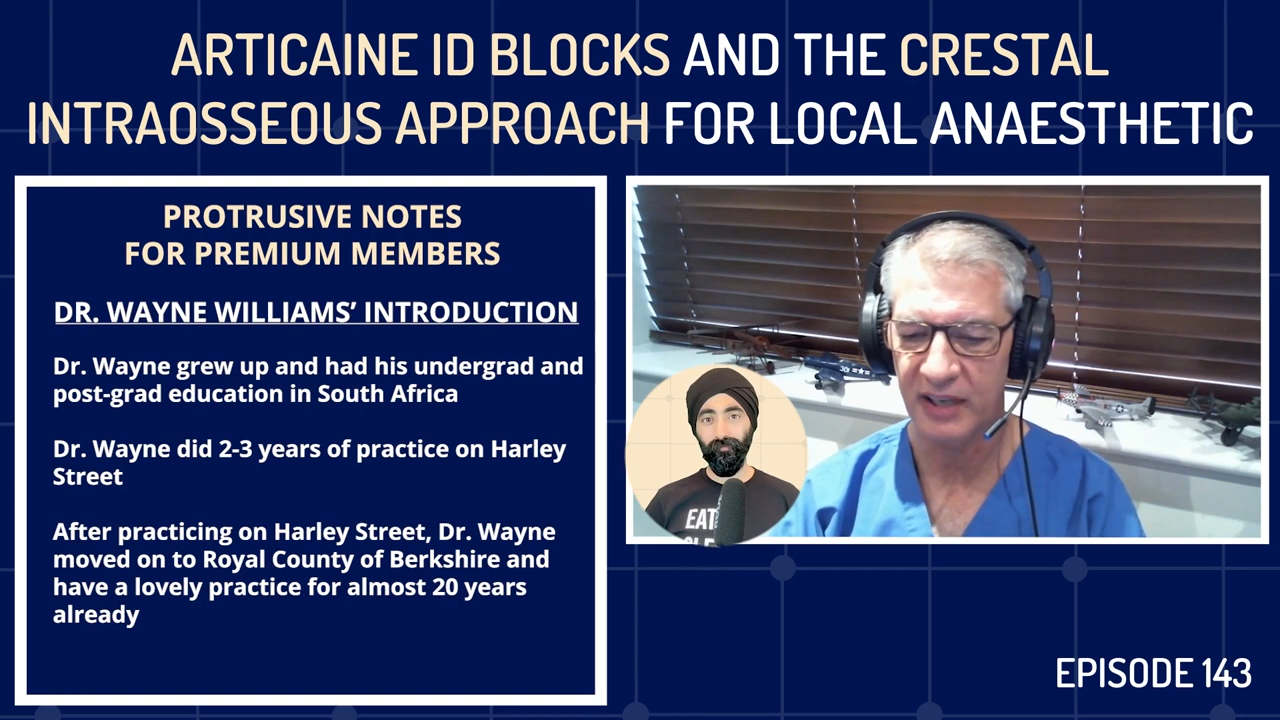 ARTICAINE ID BLOCKS AND THE CRESTAL
INTRAOSSEOUS APPROACH FOR LOCAL ANAESTHETIC
PROTRUSIVE NOTES
FOR PREMIUM MEMBERS
DR. WAYNE WILLIAMS’ INTRODUCTION
Dr. Wayne grew up and had his undergrad and
post-grad education in South Africa
Dr. Wayne did 2-3 years of practice on Harley
Street
After practicing on Harley Street, Dr. Wayne
moved on to Royal County of Berkshire and
have a lovely practice for almost 20 years
already
EAT
EPISODE 143